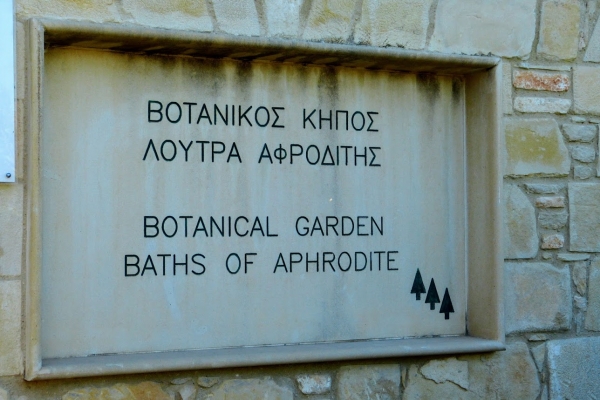 ΒΟΤΑΝΙΚΟΣ ΚΗΠΟΣ
ΛΟΥΤΡΑ ΑΦΡΟΔΙΤΗΣ
BOTANICAL GARDEN
BATHS OF APHRODITE